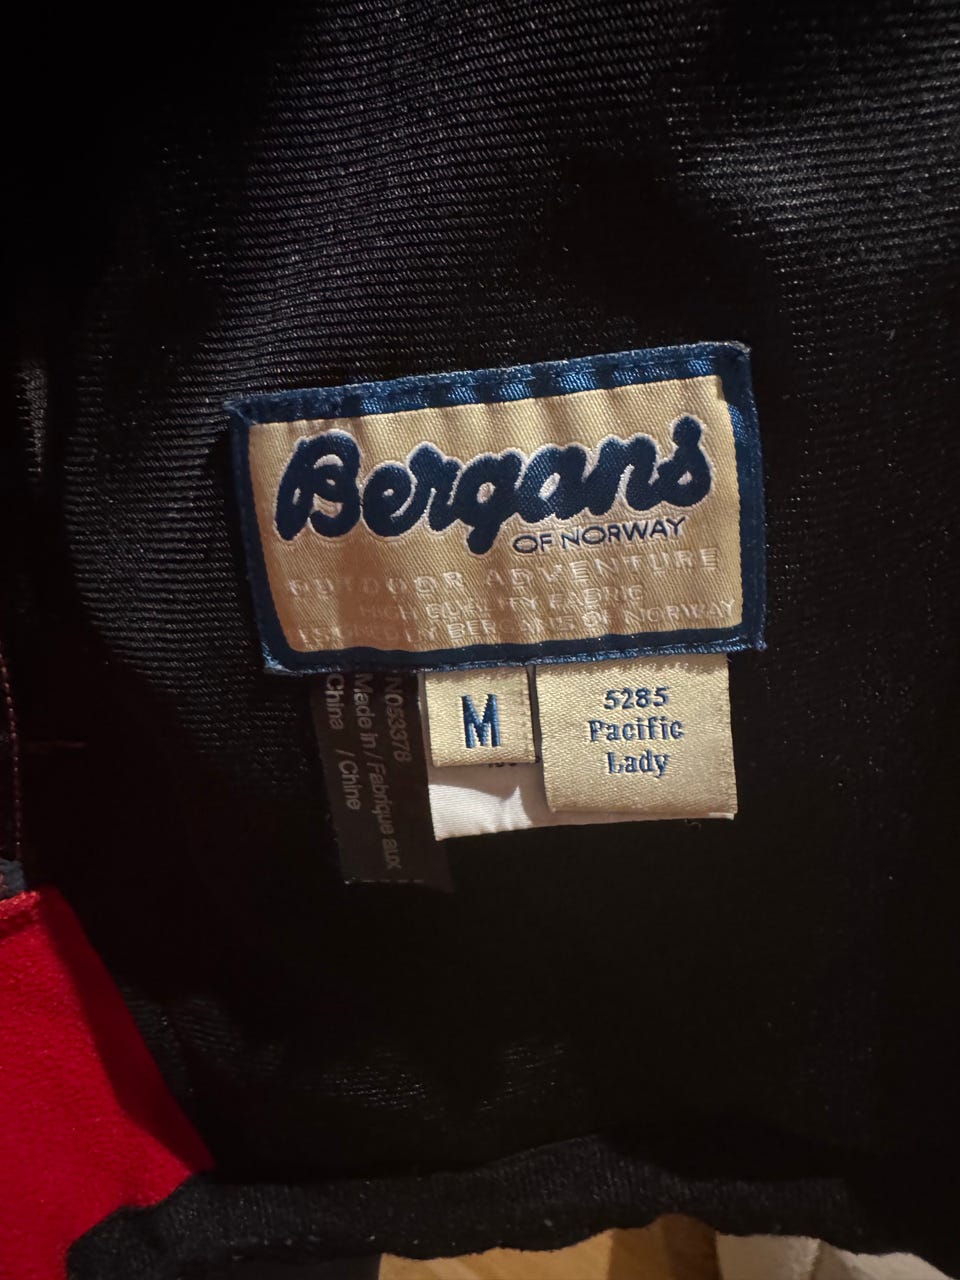 Bergans
OF NORWAY
OUTDOOR ADVENTURE
HIGH QUALITY FABRIC
BY BERGANS OF NORWAY
M
5285
Pacific
Lady
Made in / Fabrique aux
China / Chine